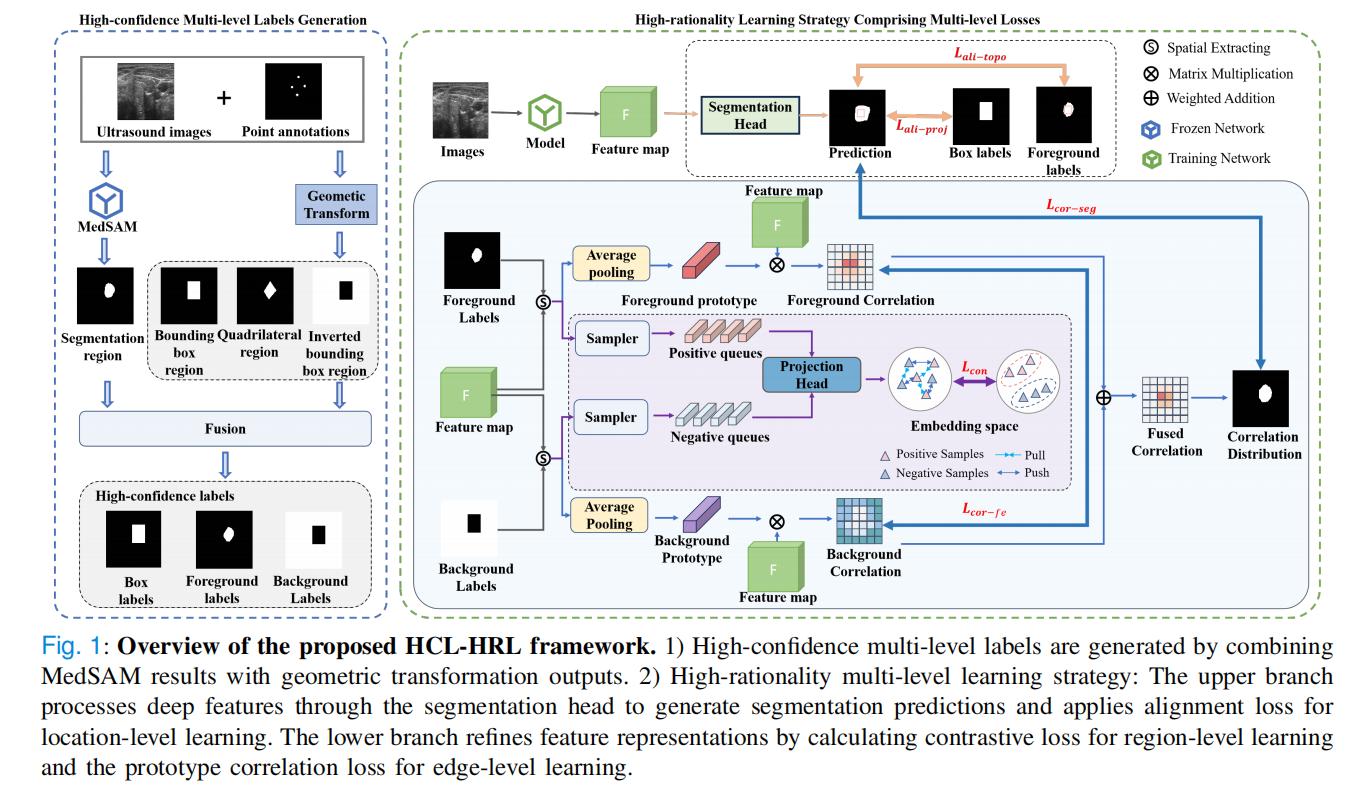 High-confidence Multi-level Labels Generation
Ultrasound images
+
Point annotations
MedSAM
Geometic
Transform
Segmentation
region
Bounding
box
region
Quadrilateral
region
Inverted
bounding
box region
Fusion
High-confidence labels
Box
labels
Foreground
labels
Background
Labels
High-rationality Learning Strategy Comprising Multi-level Losses
Images
Model
F
Feature map
Segmentation
Head
L_{ali-topo}
L_{ali-proj}
Prediction
Box labels
Foreground
labels
S Spatial Extracting
⊗ Matrix Multiplication
⊕ Weighted Addition
Frozen Network
Training Network
L_{cor-seg}
Feature map
F
Foreground
Labels
S
Average
pooling
Foreground prototype
⊗
Foreground Correlation
Sampler
Positive queues
Projection
Head
L_{con}
Embedding space
Positive Samples
Pull
Negative Samples
Push
F
Feature map
Sampler
Negative queues
S
Background
Labels
Average
Pooling
Background
Prototype
⊗
F
Feature map
Background
Correlation
L_{cor-fe}
⊕
Fused
Correlation
Correlation
Distribution
Fig. 1: Overview of the proposed HCL-HRL framework. 1) High-confidence multi-level labels are generated by combining
MedSAM results with geometric transformation outputs. 2) High-rationality multi-level learning strategy: The upper branch
processes deep features through the segmentation head to generate segmentation predictions and applies alignment loss for
location-level learning. The lower branch refines feature representations by calculating contrastive loss for region-level learning
and the prototype correlation loss for edge-level learning.